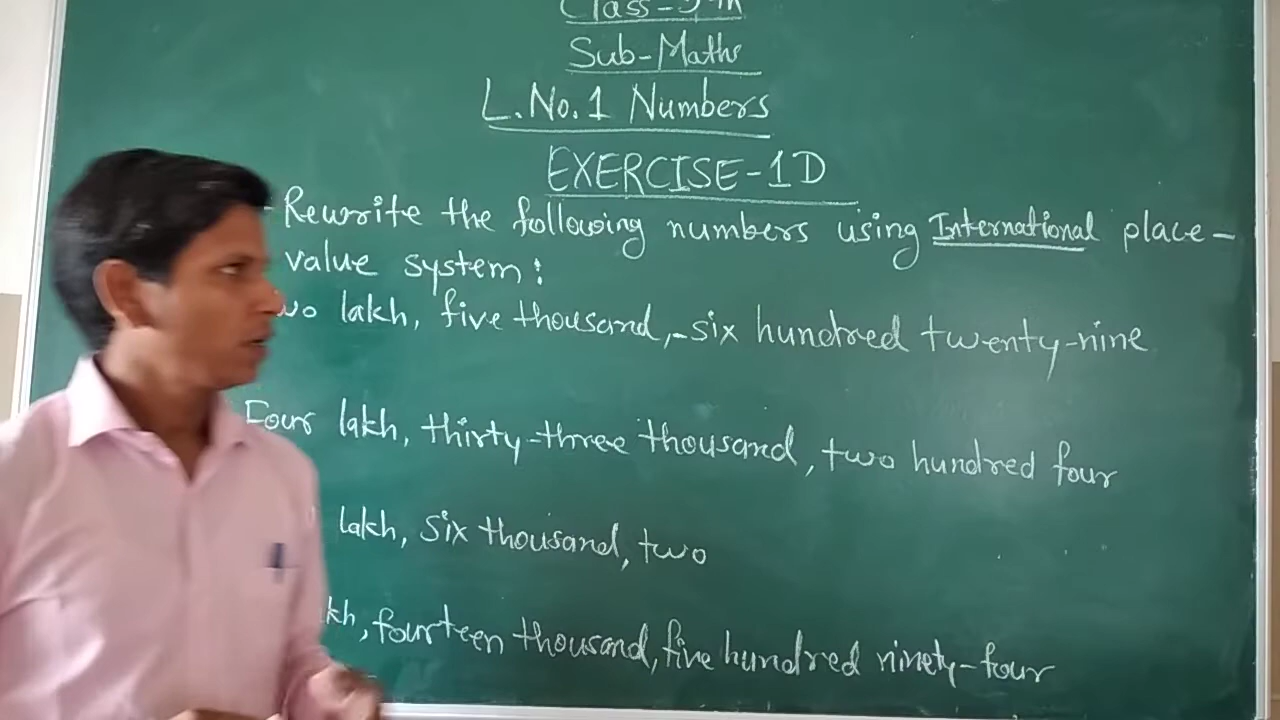 Sub-Maths
L.No.1 Numbers
EXERCISE-1D
- Rewrite the following numbers using International place-
value system:
wo lakh, five thousand, six hundred twenty-nine
Four lakh, thirty-three thousand, two hundred four
lakh, six thousand, two
kh, fourteen thousand, five hundred ninety-four